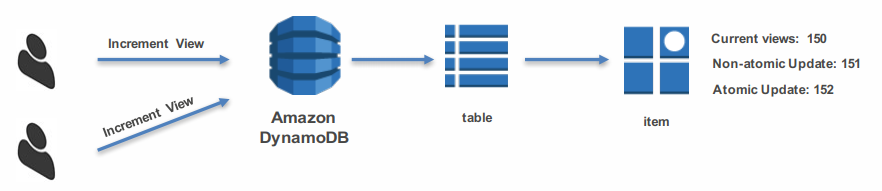 Increment View
Increment View
Amazon
DynamoDB
table
item
Current views: 150
Non-atomic Update: 151
Atomic Update: 152